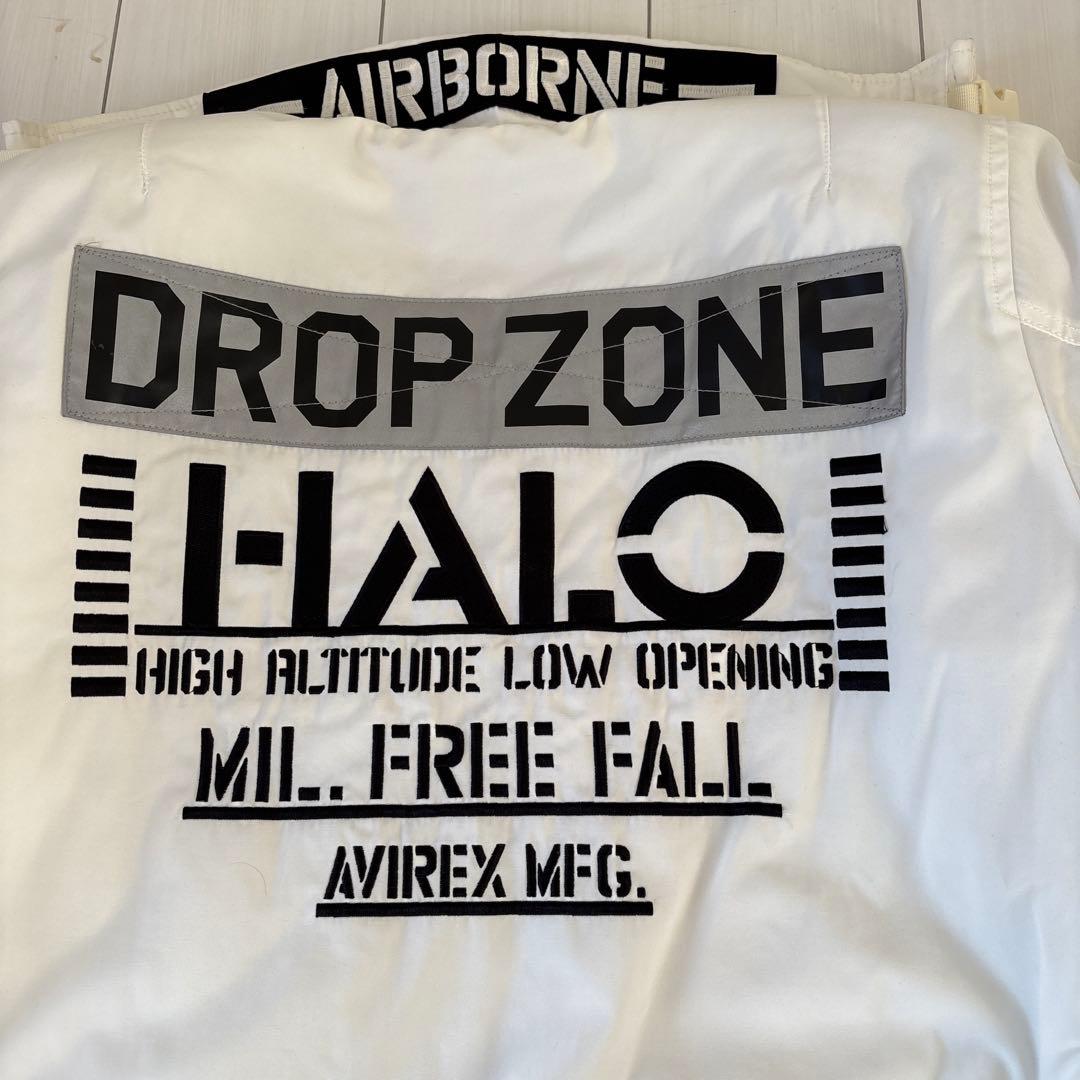 AIRBORNE
DROP ZONE
HALO
HIGH ALTITUDE LOW OPENING
MIL. FREE FALL
AVIREX MFG.